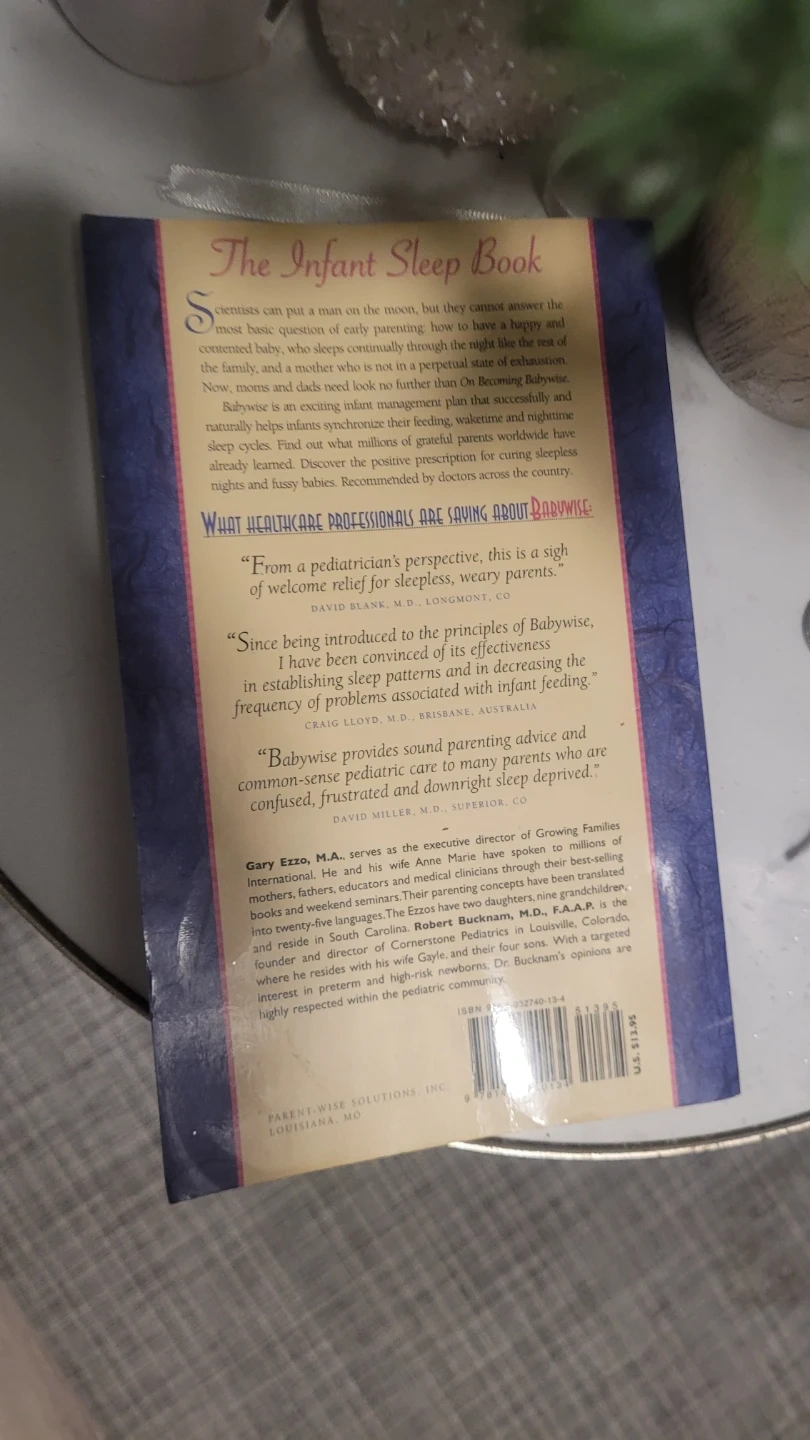 The Infant Sleep Book
Scientists can put a man on the moon, but they cannot answer the
most basic question of early parenting: how to have a happy and
contented baby, who sleeps continually through the night like the rest of
the family, and a mother who is not in a perpetual state of exhaustion.
Now, moms and dads need look no further than On Becoming Babywise.
Babywise is an exciting infant management plan that successfully and
naturally helps infants synchronize their feeding, waketime and nighttime
sleep cycles. Find out what millions of grateful parents worldwide have
already learned. Discover the positive prescription for curing sleepless
nights and fussy babies. Recommended by doctors across the country.
WHAT HEALTHCARE PROFESSIONALS ARE SAYING ABOUT BABYWISE:
“From a pediatrician’s perspective, this is a sigh
of welcome relief for sleepless, weary parents.”
DAVID BLANK, M.D., LONGMONT, CO
“Since being introduced to the principles of Babywise,
I have been convinced of its effectiveness
in establishing sleep patterns and in decreasing the
frequency of problems associated with infant feeding.”
CRAIG LLOYD, M.D., BRISBANE, AUSTRALIA
“Babywise provides sound parenting advice and
common-sense pediatric care to many parents who are
confused, frustrated and downright sleep deprived.”
DAVID MILLER, M.D., SUPERIOR, CO
Gary Ezzo, M.A., serves as the executive director of Growing Families
International. He and his wife Anne Marie have spoken to millions of
mothers, fathers, educators and medical clinicians through their best-selling
books and weekend seminars. Their parenting concepts have been translated
into twenty-five languages. The Ezzos have two daughters, nine grandchildren,
and reside in South Carolina. Robert Bucknam, M.D., F.A.A.P. is the
founder and director of Cornerstone Pediatrics in Louisville, Colorado,
where he resides with his wife Gayle, and their four sons. With a targeted
interest in preterm and high-risk newborns, Dr. Bucknam’s opinions are
highly respected within the pediatric community.
ISBN
51395
U.S. $13.95
PARENT-WISE SOLUTIONS, INC.
LOUISIANA, MO